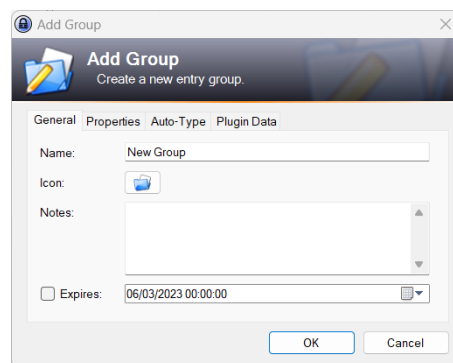 Add Group
Add Group
Create a new entry group.
General Properties Auto-Type Plugin Data
Name: New Group
Icon:
Notes:
Expires: 06/03/2023 00:00:00
OK Cancel